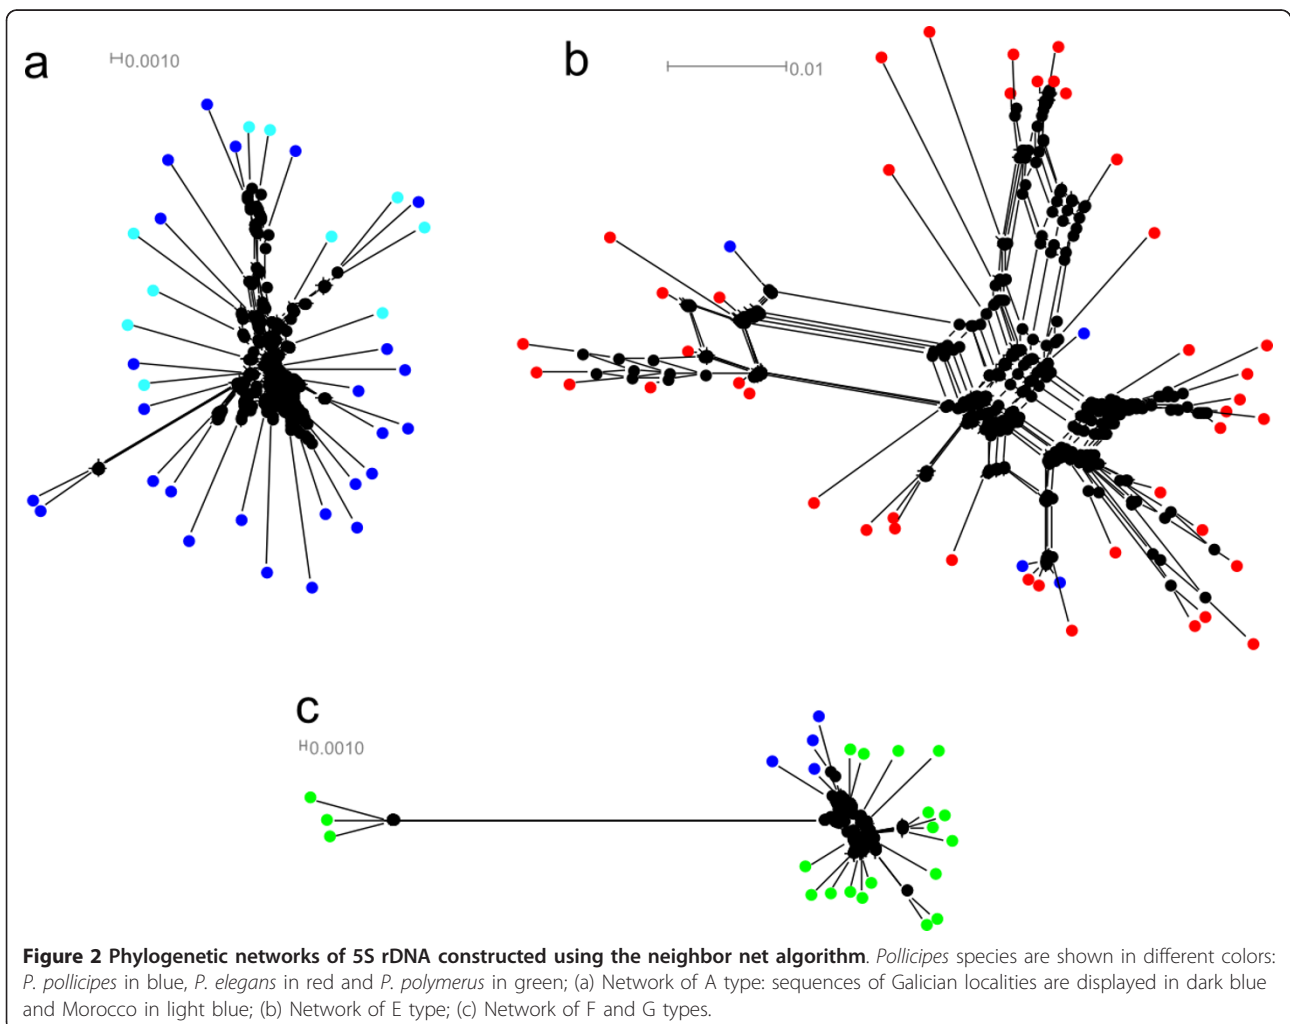 a
0.0010
b
0.01
c
0.0010
Figure 2 Phylogenetic networks of 5S rDNA constructed using the neighbor net algorithm. Pollicipes species are shown in different colors:
P. pollicipes in blue, P. elegans in red and P. polymerus in green; (a) Network of A type: sequences of Galician localities are displayed in dark blue
and Morocco in light blue; (b) Network of E type; (c) Network of F and G types.